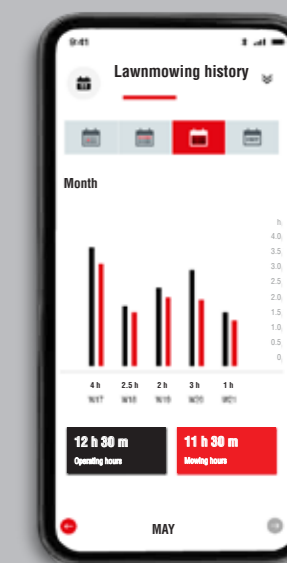 9:41
Lawnmowing history
Month
h
4.0
3.5
3.0
2.5
2.0
1.5
1.0
0.5
0
4 h 2.5 h 2 h 3 h 1 h
W17 W18 W19 W20 W21
12 h 30 m 11 h 30 m
Operating hours Mowing hours
MAY